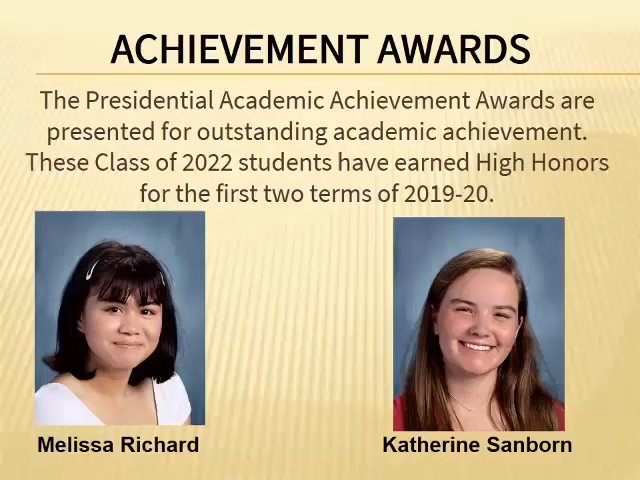 ACHIEVEMENT AWARDS
The Presidential Academic Achievement Awards are
presented for outstanding academic achievement.
These Class of 2022 students have earned High Honors
for the first two terms of 2019-20.
Melissa Richard
Katherine Sanborn